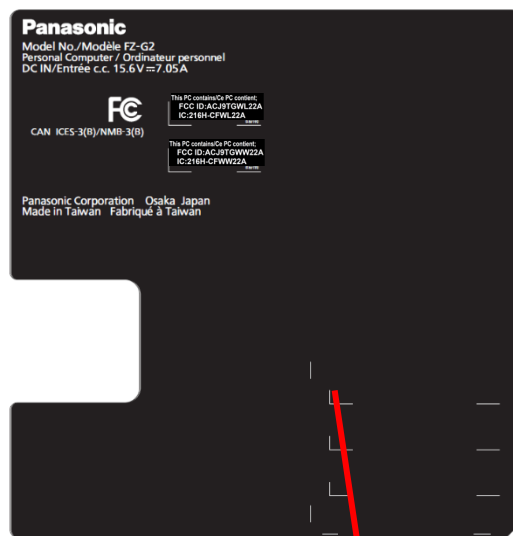 Panasonic
Model No./Modèle FZ-G2
Personal Computer / Ordinateur personnel
DC IN/Entrée c.c. 15.6V⎓7.05A
FC
CAN ICES-3(B)/NMB-3(B)
This PC contains/Ce PC contient;
FCC ID:ACJ9TGWL22A
IC:216H-CFWL22A
This PC contains/Ce PC contient;
FCC ID:ACJ9TGWW22A
IC:216H-CFWW22A
Panasonic Corporation Osaka Japan
Made in Taiwan Fabriqué à Taiwan